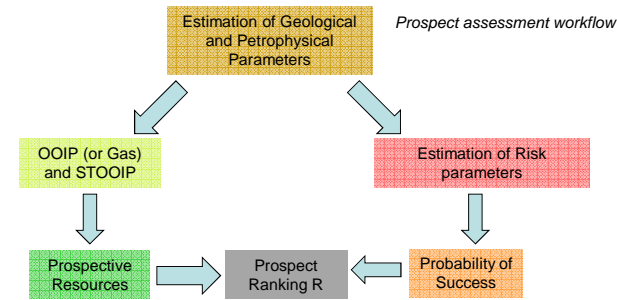 Estimation of Geological
and Petrophysical
Parameters
Prospect assessment workflow
OOIP (or Gas)
and STOOIP
Estimation of Risk
parameters
Prospective
Resources
Prospect
Ranking R
Probability of
Success